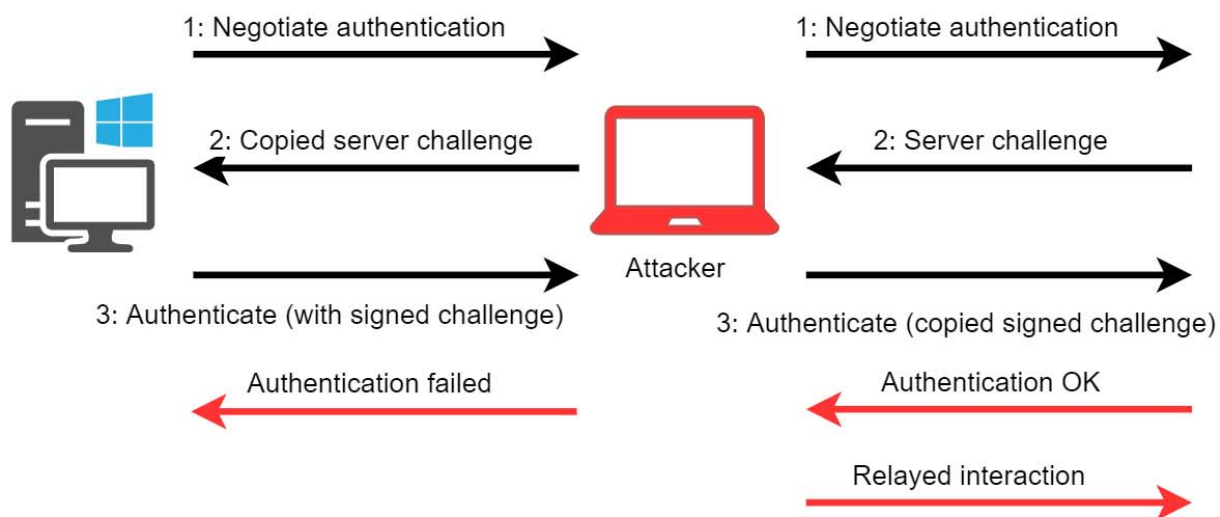 1: Negotiate authentication
1: Negotiate authentication
2: Copied server challenge
2: Server challenge
Attacker
3: Authenticate (with signed challenge)
3: Authenticate (copied signed challenge)
Authentication failed
Authentication OK
Relayed interaction